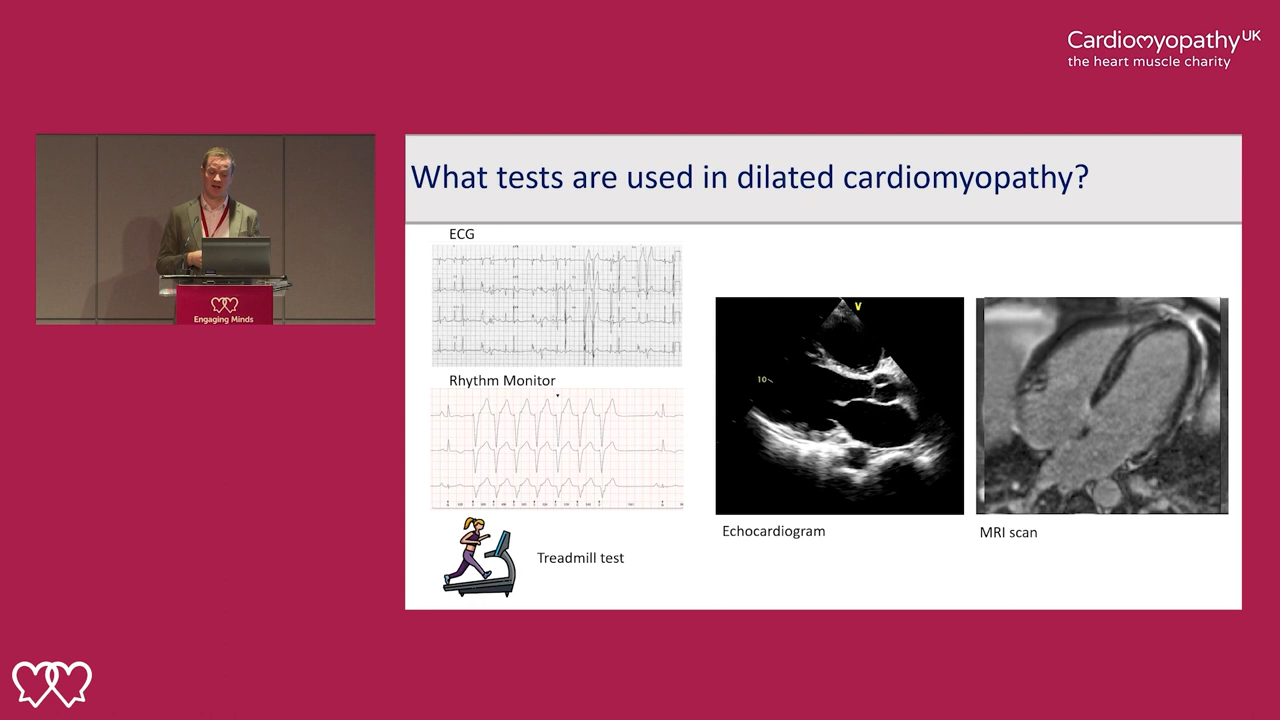 Cardiomyopathy UK
the heart muscle charity
What tests are used in dilated cardiomyopathy?
ECG
Rhythm Monitor
Treadmill test
V
10
Echocardiogram
MRI scan
Engaging Minds